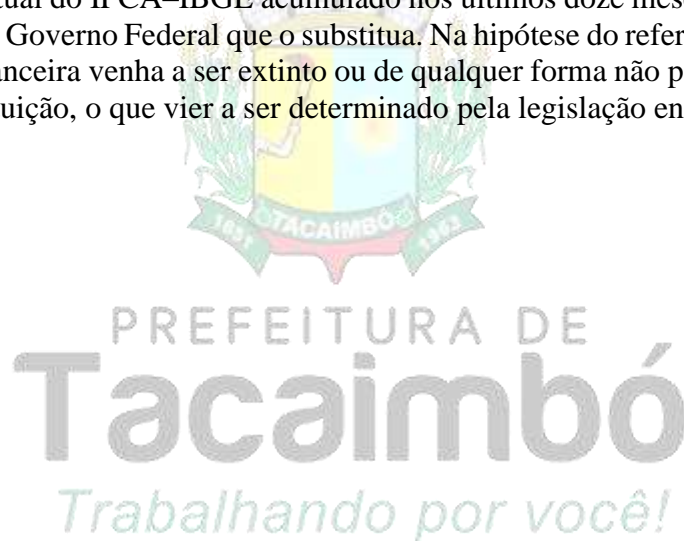 tual do IPCA–IBGE acumulado nos últimos doze mese
Governo Federal que o substitua. Na hipótese do refer
anceira venha a ser extinto ou de qualquer forma não p
uição, o que vier a ser determinado pela legislação en
TACAIMBÓ
PREFEITURA DE
Tacaimbó
Trabalhando por você!